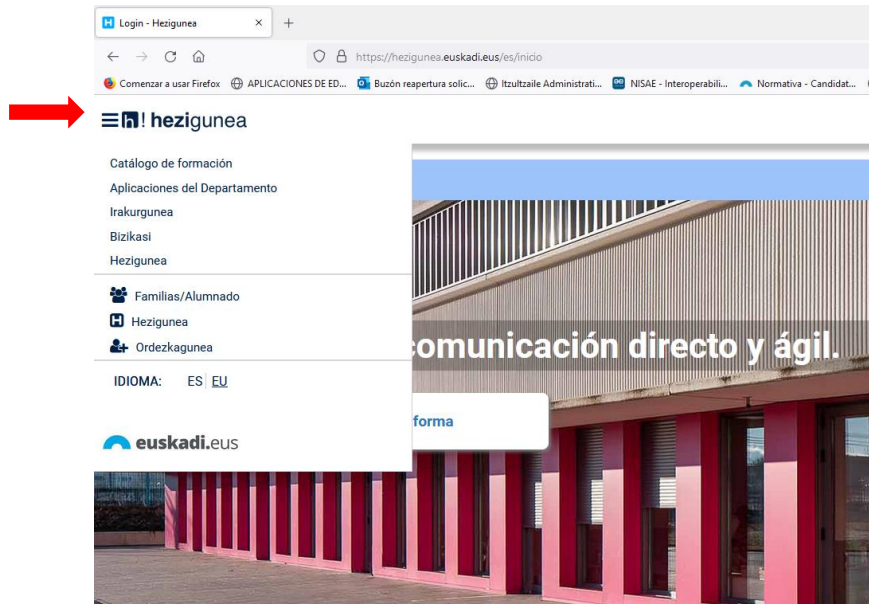 Login - Hezigunea
https://hezigunea.euskadi.eus/es/inicio
Comenzar a usar Firefox APLICACIONES DE ED... Buzón reapertura solic... Itzultzaile Administrati... NISAE - Interoperabili... Normativa - Candidat...
h! hezigunea
Catálogo de formación
Aplicaciones del Departamento
Irakurgunea
Bizikasi
Hezigunea
Familias/Alumnado
H Hezigunea
Ordezkagunea
comunicación directo y ágil.
IDIOMA: ES EU
forma
euskadi.eus